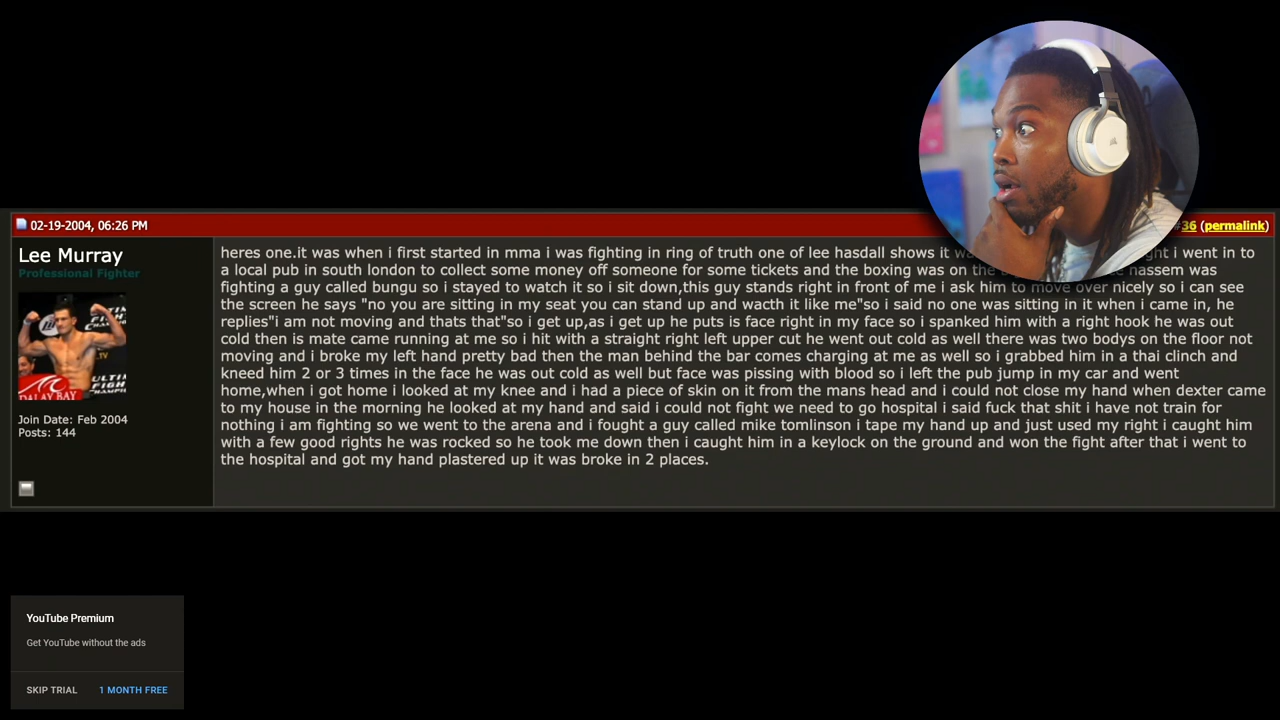 02-19-2004, 06:26 PM
#36 (permalink)
Lee Murray
Professional Fighter
Join Date: Feb 2004
Posts: 144
heres one.it was when i first started in mma i was fighting in ring of truth one of lee hasdall shows it i went in to
a local pub in south london to collect some money off someone for some tickets and the boxing was on the nassem was
fighting a guy called bungu so i stayed to watch it so i sit down,this guy stands right in front of me i ask him to move over nicely so i can see
the screen he says "no you are sitting in my seat you can stand up and wacth it like me"so i said no one was sitting in it when i came in, he
replies"i am not moving and thats that"so i get up,as i get up he puts is face right in my face so i spanked him with a right hook he was out
cold then is mate came running at me so i hit with a straight right left upper cut he went out cold as well there was two bodys on the floor not
moving and i broke my left hand pretty bad then the man behind the bar comes charging at me as well so i grabbed him in a thai clinch and
kneed him 2 or 3 times in the face he was out cold as well but face was pissing with blood so i left the pub jump in my car and went
home,when i got home i looked at my knee and i had a piece of skin on it from the mans head and i could not close my hand when dexter came
to my house in the morning he looked at my hand and said i could not fight we need to go hospital i said fuck that shit i have not train for
nothing i am fighting so we went to the arena and i fought a guy called mike tomlinson i tape my hand up and just used my right i caught him
with a few good rights he was rocked so he took me down then i caught him in a keylock on the ground and won the fight after that i went to
the hospital and got my hand plastered up it was broke in 2 places.
YouTube Premium
Get YouTube without the ads
SKIP TRIAL
1 MONTH FREE